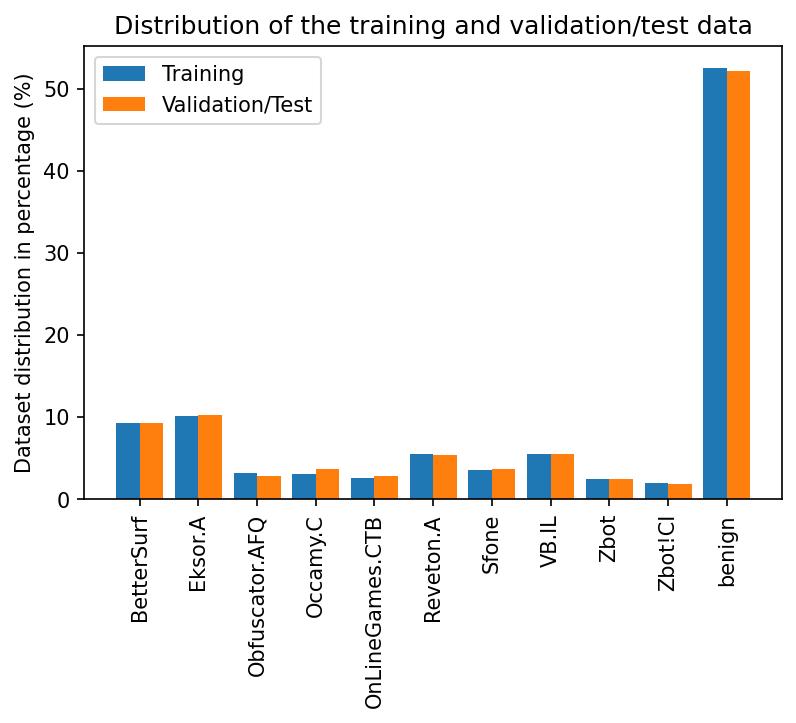 Distribution of the training and validation/test data
Training
Validation/Test
Dataset distribution in percentage (%)
50
40
30
20
10
0
BetterSurf
Eksor.A
Obfuscator.AFQ
Occamy.C
OnLineGames.CTB
Reveton.A
Sfone
VB.IL
Zbot
Zbot!CI
benign